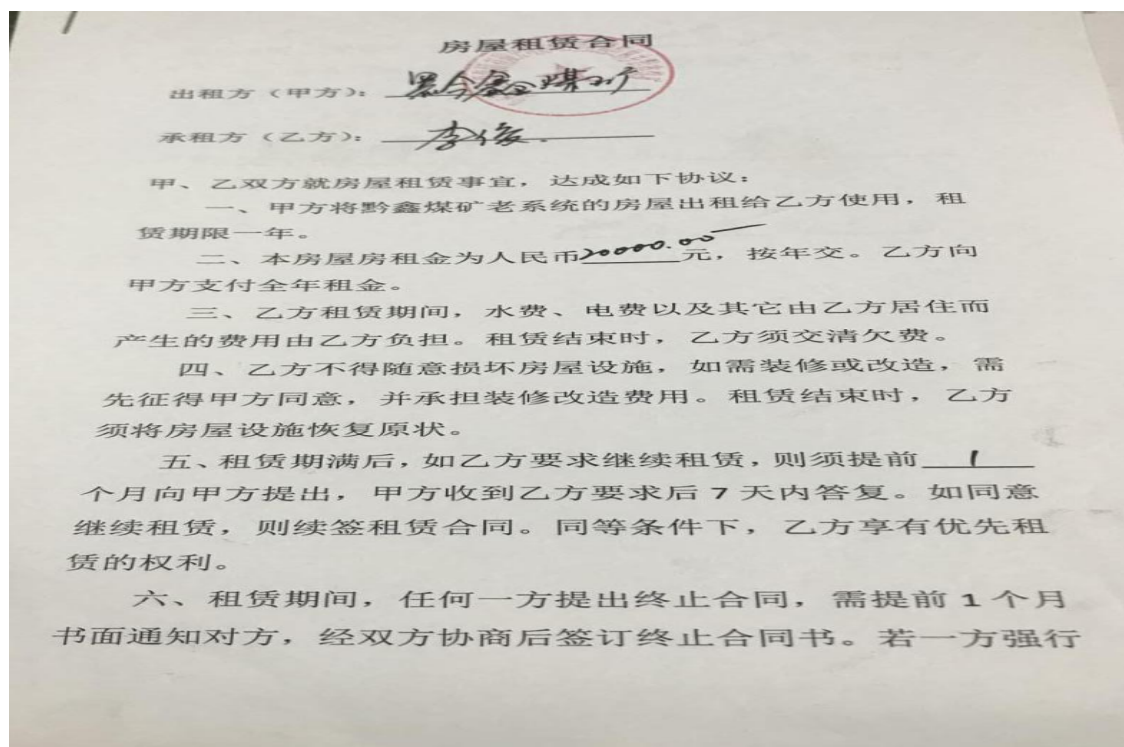 房屋租赁合同
出租方（甲方）：黔鑫煤矿
承租方（乙方）：李俊
甲、乙双方就房屋租赁事宜，达成如下协议：
一、甲方将黔鑫煤矿老系统的房屋出租给乙方使用，租
赁期限一年。
二、本房屋房租金为人民币20000.00元，按年交。乙方向
甲方支付全年租金。
三、乙方租赁期间，水费、电费以及其它由乙方居住而
产生的费用由乙方负担。租赁结束时，乙方须交清欠费。
四、乙方不得随意损坏房屋设施，如需装修或改造，需
先征得甲方同意，并承担装修改造费用。租赁结束时，乙方
须将房屋设施恢复原状。
五、租赁期满后，如乙方要求继续租赁，则须提前1
个月向甲方提出，甲方收到乙方要求后7天内答复。如同意
继续租赁，则续签租赁合同。同等条件下，乙方享有优先租
赁的权利。
六、租赁期间，任何一方提出终止合同，需提前1个月
书面通知对方，经双方协商后签订终止合同书。若一方强行